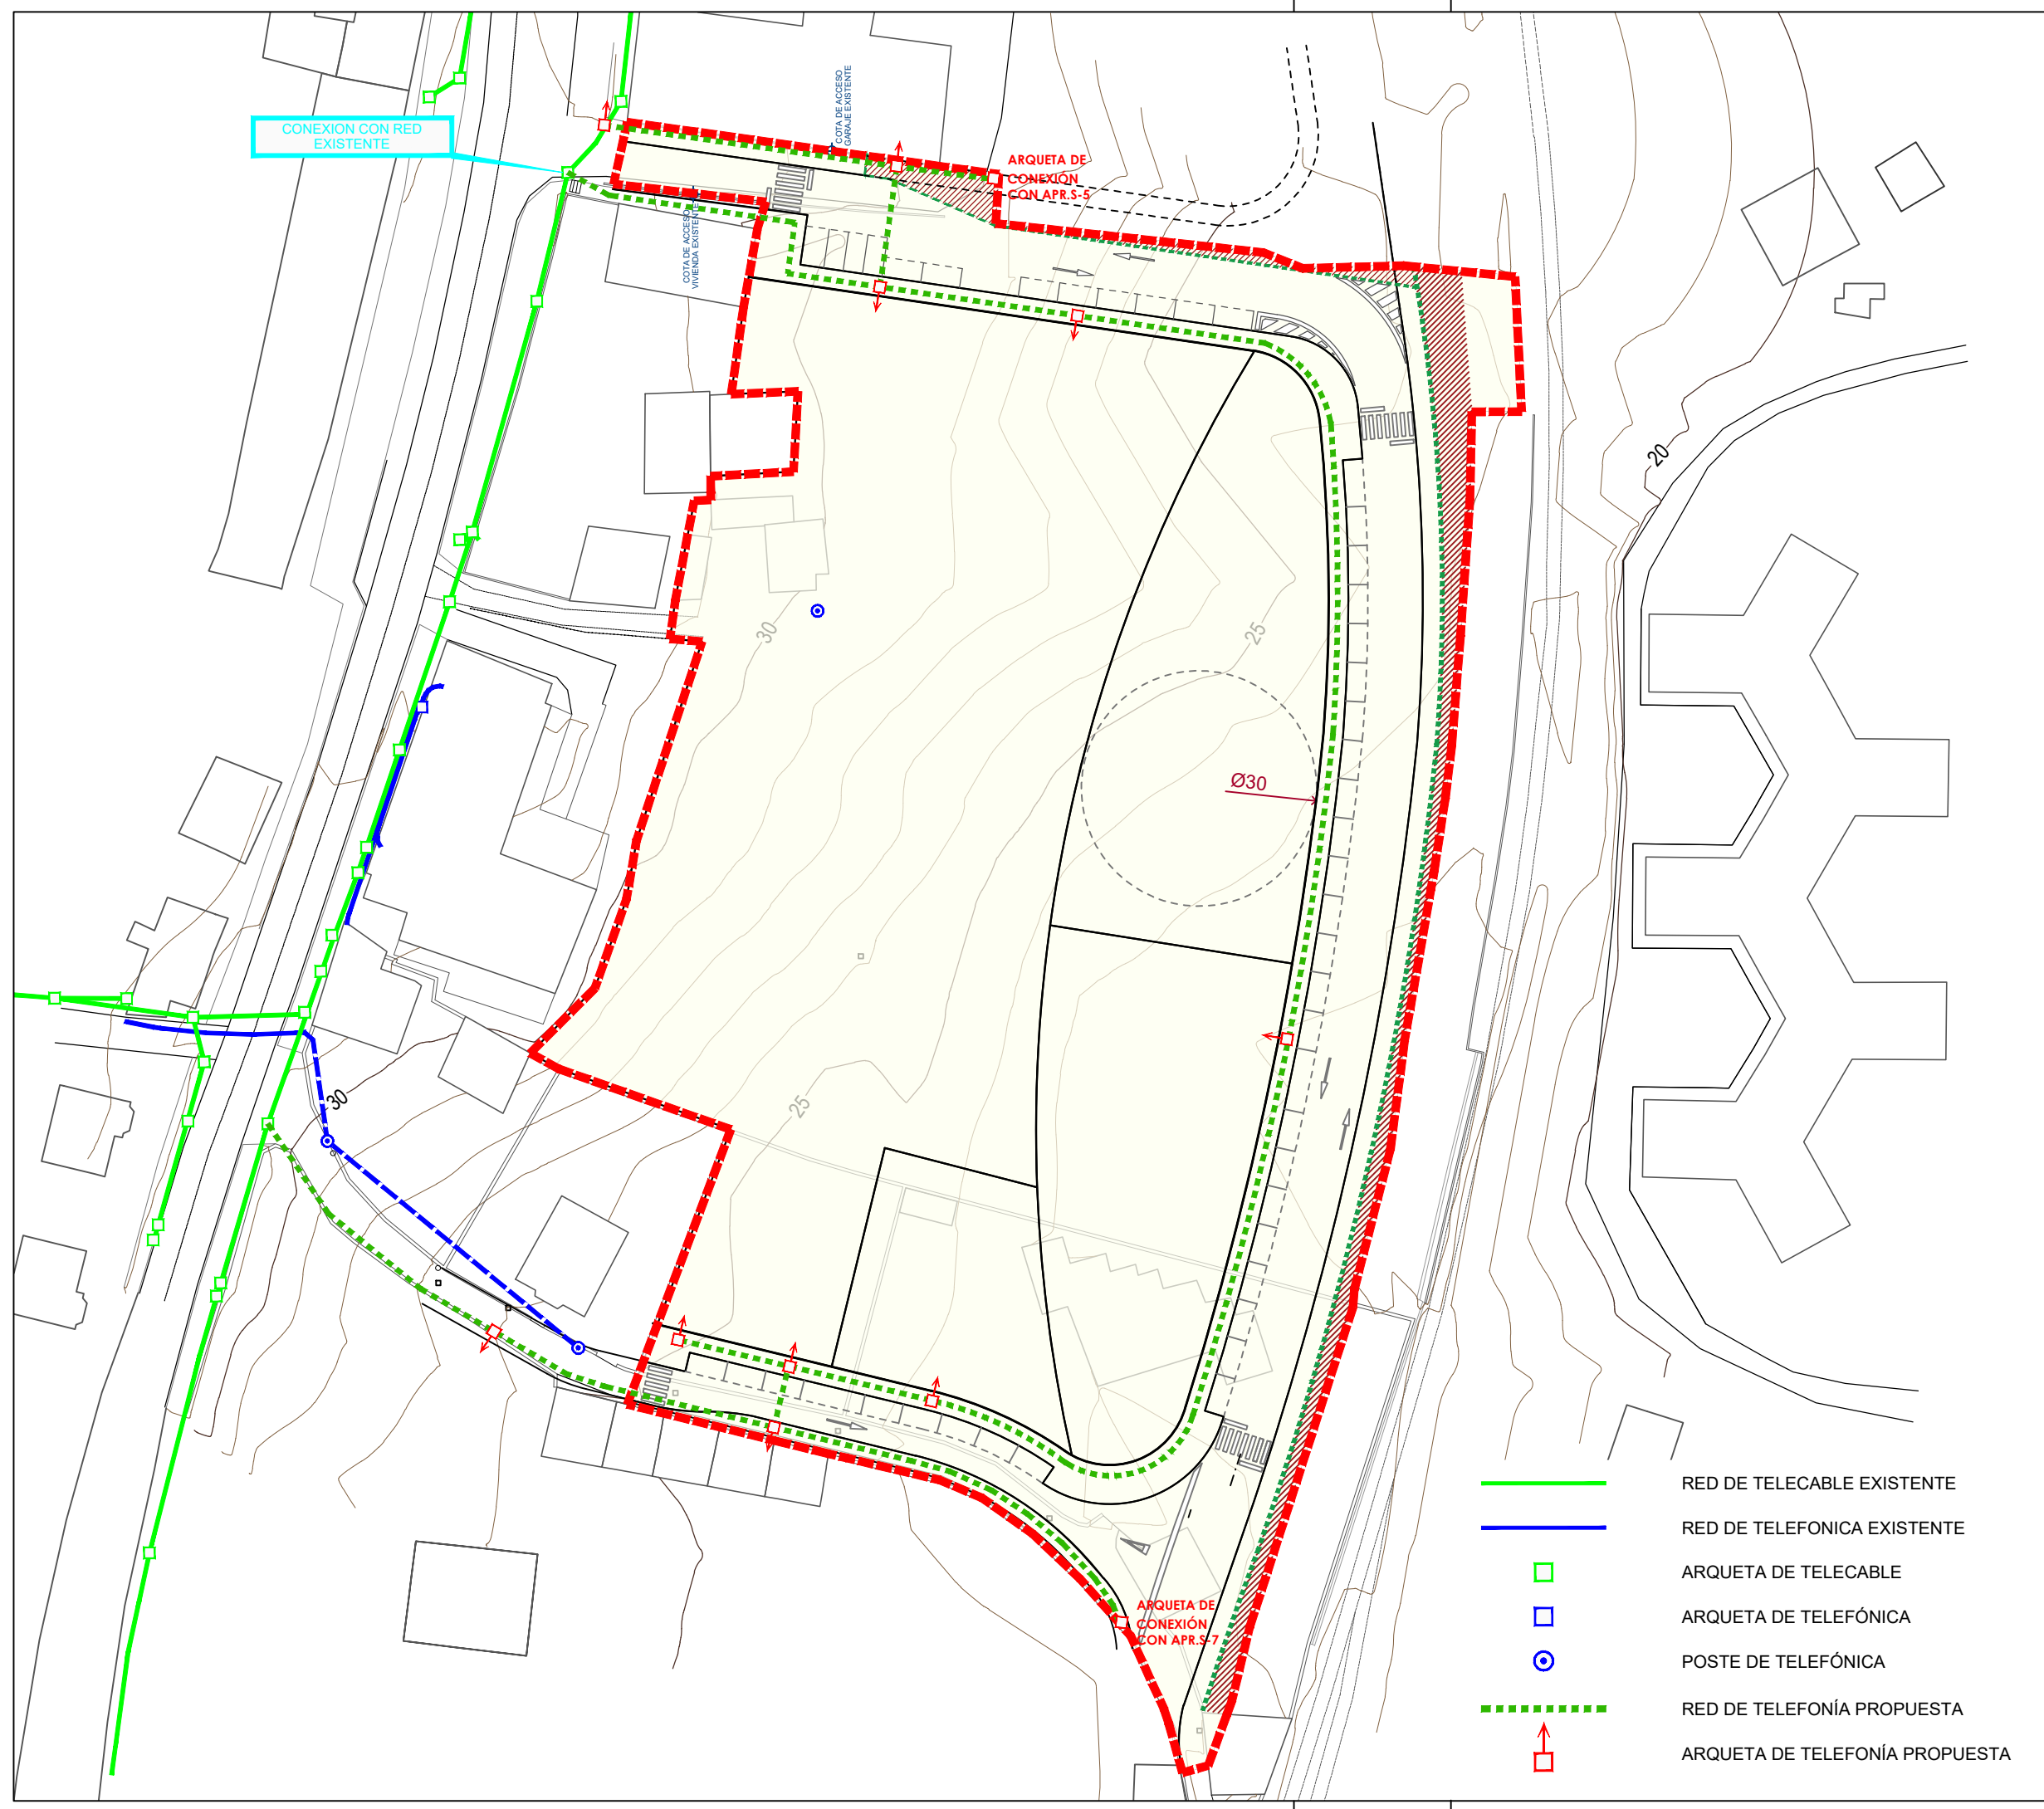 COTA DE ACCESO
GARAJE EXISTENTE
CONEXION CON RED
EXISTENTE
ARQUETA DE
CONEXIÓN
CON APR.S-5
COTA DE ACCESO
VIVIENDA EXISTENTE
20
30
25
Ø30
30
25
ARQUETA DE
CONEXIÓN
CON APR.S-7
RED DE TELECABLE EXISTENTE
RED DE TELEFONICA EXISTENTE
ARQUETA DE TELECABLE
ARQUETA DE TELEFÓNICA
POSTE DE TELEFÓNICA
RED DE TELEFONÍA PROPUESTA
ARQUETA DE TELEFONÍA PROPUESTA